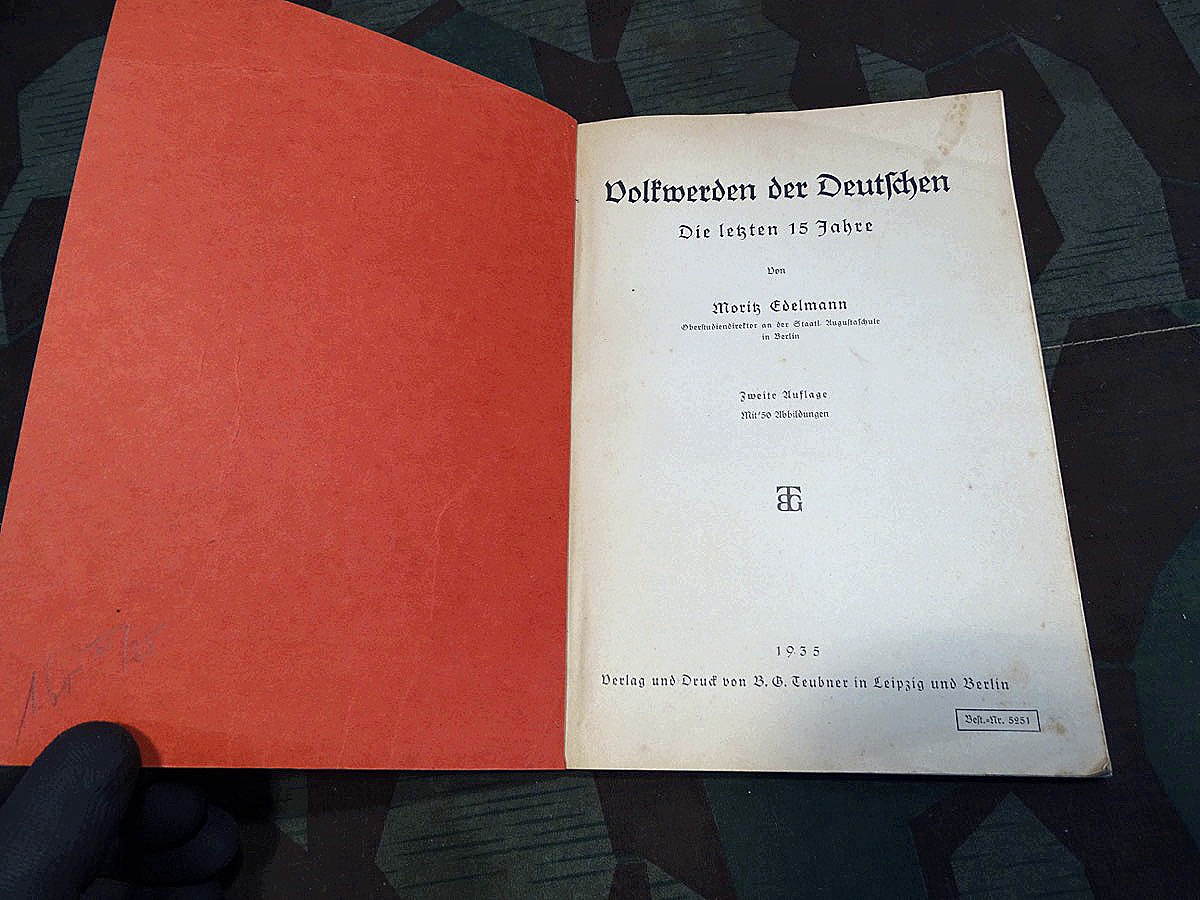 Volkwerden der Deutschen
Die letzten 15 Jahre
Von
Moritz Edelmann
Oberstudiendirektor an der Staatl. Augustaschule
in Berlin
Zweite Auflage
Mit 50 Abbildungen
BTG
1935
Verlag und Druck von B. G. Teubner in Leipzig und Berlin
Best.-Nr. 5251